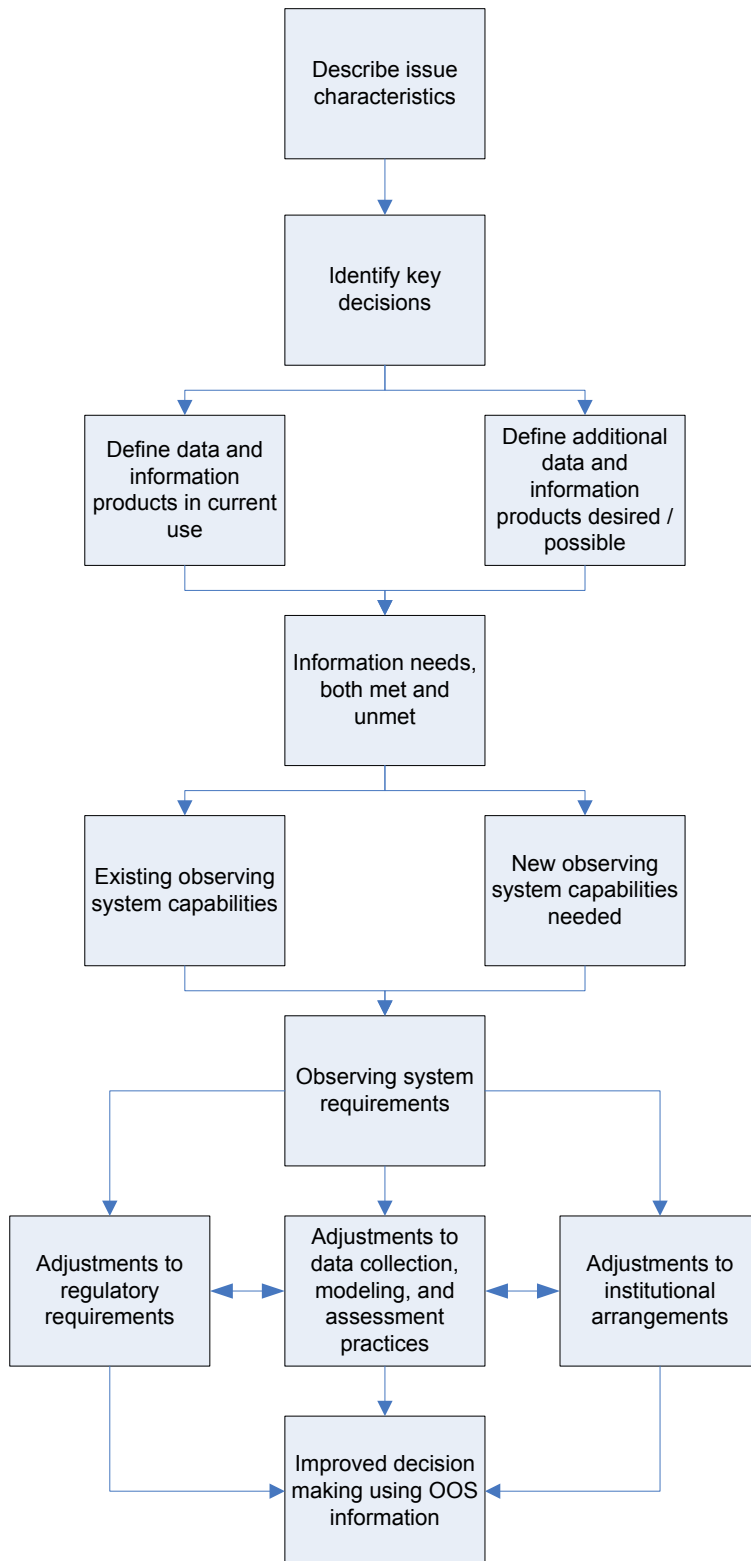 Describe issue
characteristics
Identify key
decisions
Define data and
information
products in current
use
Define additional
data and
information
products desired /
possible
Information needs,
both met and
unmet
Existing observing
system capabilities
New observing
system capabilities
needed
Observing system
requirements
Adjustments to
regulatory
requirements
Adjustments to
data collection,
modeling, and
assessment
practices
Adjustments to
institutional
arrangements
Improved decision
making using OOS
information